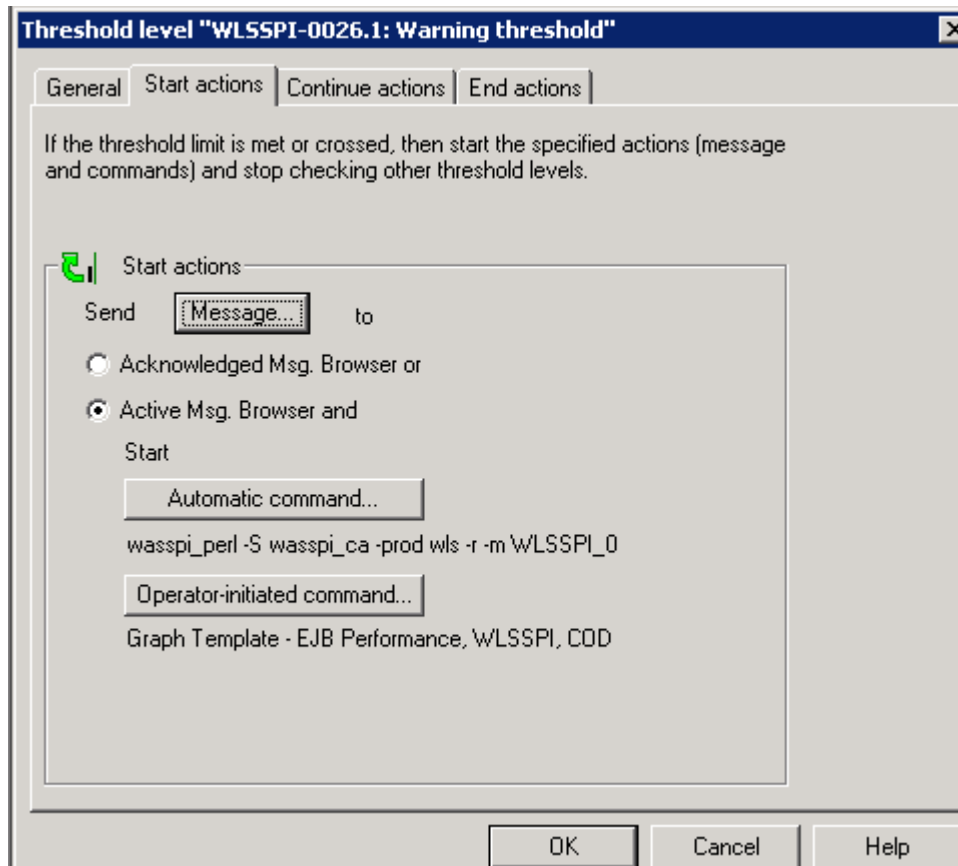 Threshold level "WLSSPI-0026.1: Warning threshold"
General Start actions Continue actions End actions
If the threshold limit is met or crossed, then start the specified actions (message
and commands) and stop checking other threshold levels.
Start actions
Send Message... to
Acknowledged Msg. Browser or
Active Msg. Browser and
Start
Automatic command...
wasspi_perl -S wasspi_ca -prod wls -r -m WLSSPI_0
Operator-initiated command...
Graph Template - EJB Performance, WLSSPI, COD
OK Cancel Help